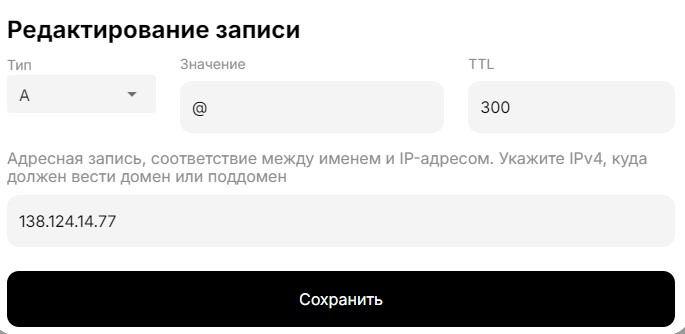 Редактирование записи
Тип
Значение
TTL
A
@
300
Адресная запись, соответствие между именем и IP-адресом. Укажите IPv4, куда
должен вести домен или поддомен
138.124.14.77
Сохранить